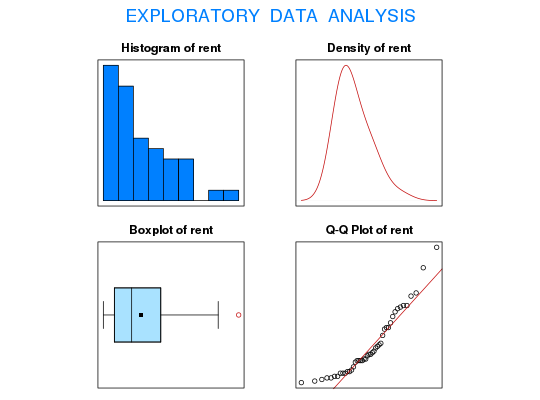 EXPLORATORY DATA ANALYSIS
Histogram of rent
Density of rent
Boxplot of rent
Q-Q Plot of rent